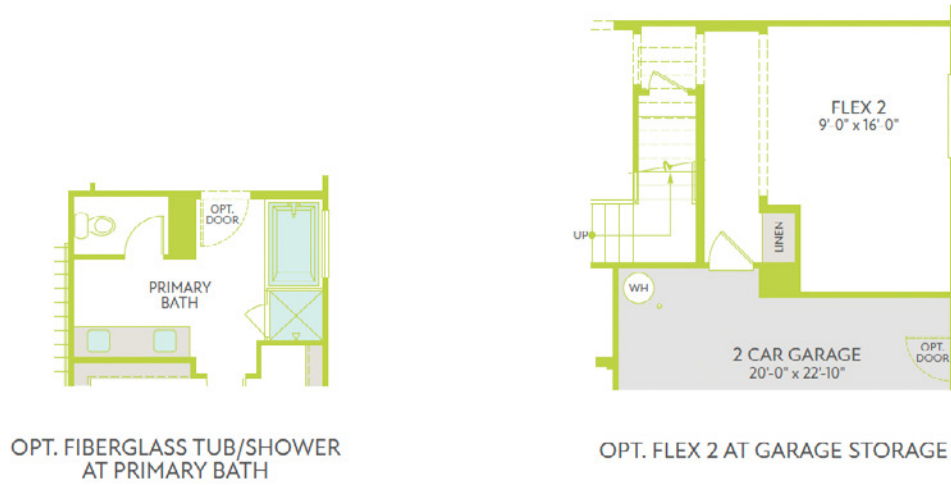 OPT.
DOOR
PRIMARY
BATH
OPT. FIBERGLASS TUB/SHOWER
AT PRIMARY BATH
FLEX 2
9'-0" x 16'-0"
UP
LINEN
WH
2 CAR GARAGE
20'-0" x 22'-10"
OPT.
DOOR
OPT. FLEX 2 AT GARAGE STORAGE